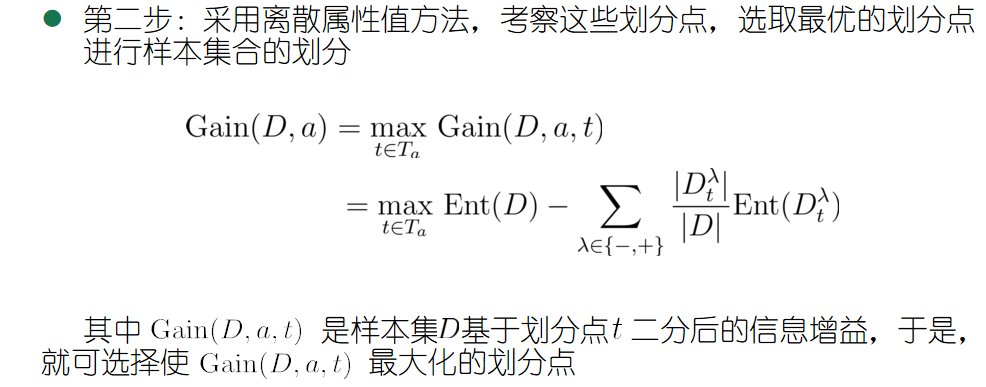 ● 第二步：采用离散属性值方法，考察这些划分点，选取最优的划分点
进行样本集合的划分
Gain(D, a) = max_{t∈T_a} Gain(D, a, t)
= max_{t∈T_a} Ent(D) − ∑_{λ∈{−,+}} |D_t^λ|/|D| Ent(D_t^λ)
其中 Gain(D, a, t) 是样本集D基于划分点t 二分后的信息增益，于是，
就可选择使 Gain(D, a, t) 最大化的划分点